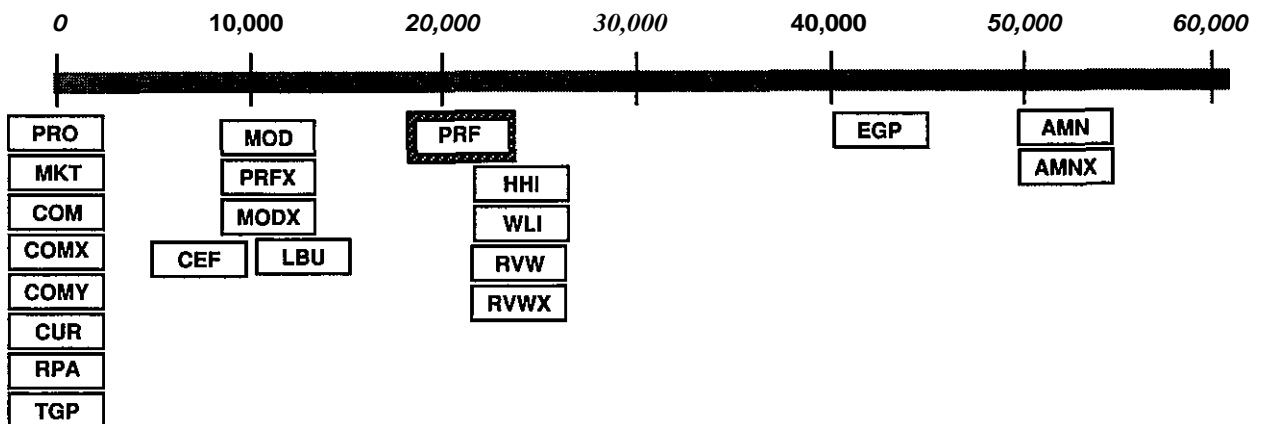 0 10,000 20,000 30,000 40,000 50,000 60,000
PRO MOD PRF EGP AMN
MKT PRFX HHI AMNX
COM MODX WLI
COMX CEF LBU RVW
COMY RVWX
CUR
RPA
TGP